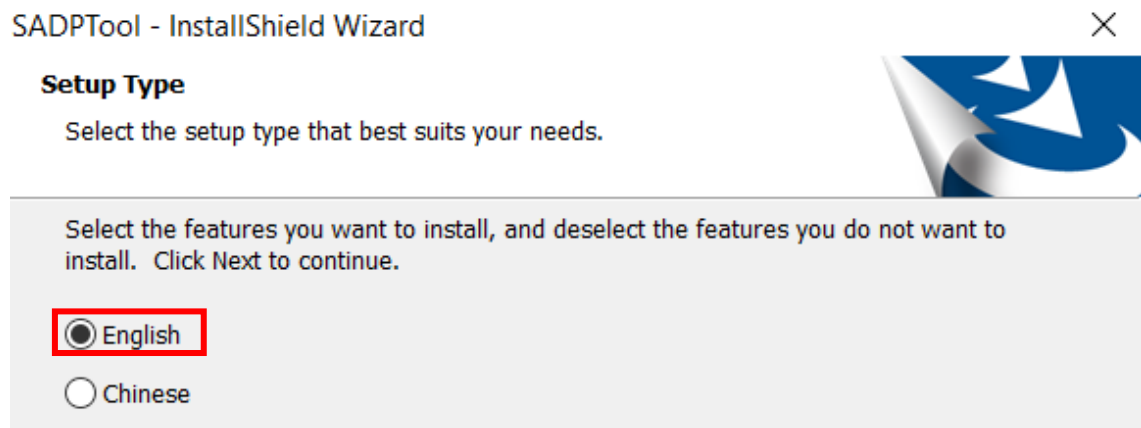 SADPTool - InstallShield Wizard
Setup Type
Select the setup type that best suits your needs.
Select the features you want to install, and deselect the features you do not want to
install.  Click Next to continue.
English
Chinese